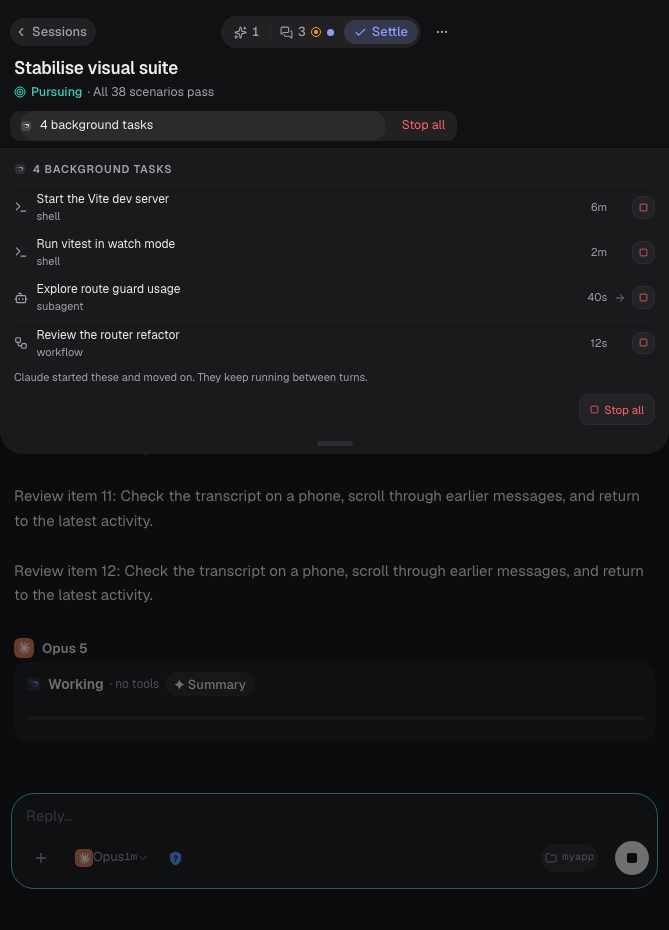 Sessions
1
3
Settle
Stabilise visual suite
Pursuing · All 38 scenarios pass
4 background tasks
Stop all
4 BACKGROUND TASKS
Start the Vite dev server
shell
6m
Run vitest in watch mode
shell
2m
Explore route guard usage
subagent
40s
Review the router refactor
workflow
12s
Claude started these and moved on. They keep running between turns.
Stop all
Review item 11: Check the transcript on a phone, scroll through earlier messages, and return
to the latest activity.
Review item 12: Check the transcript on a phone, scroll through earlier messages, and return
to the latest activity.
Opus 5
Working · no tools Summary
Reply…
Opus 1m
myapp